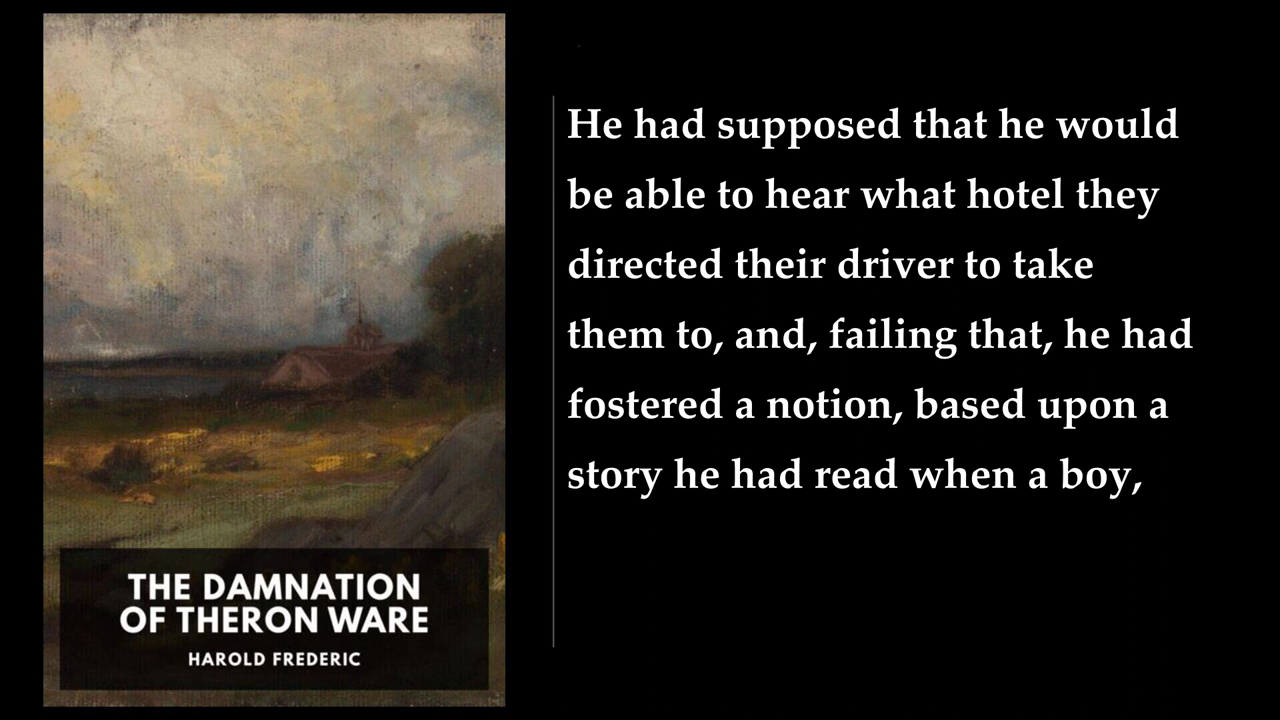 He had supposed that he would
be able to hear what hotel they
directed their driver to take
them to, and, failing that, he had
fostered a notion, based upon a
story he had read when a boy,
THE DAMNATION
OF THERON WARE
HAROLD FREDERIC